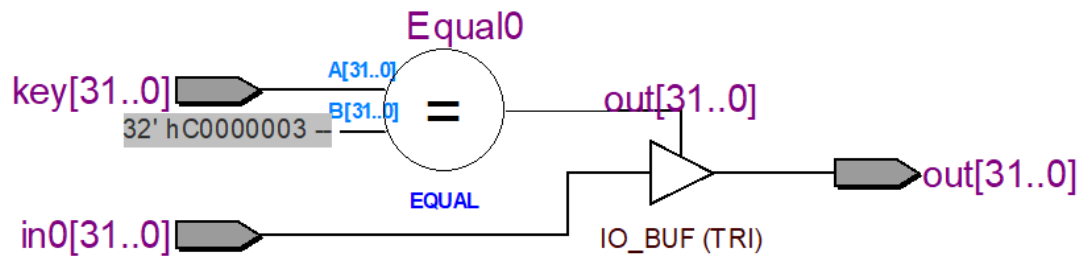 Equal0
key[31..0]
A[31..0]
B[31..0]
32' hC0000003 --
=
EQUAL
out[31..0]
in0[31..0]
IO_BUF (TRI)
out[31..0]